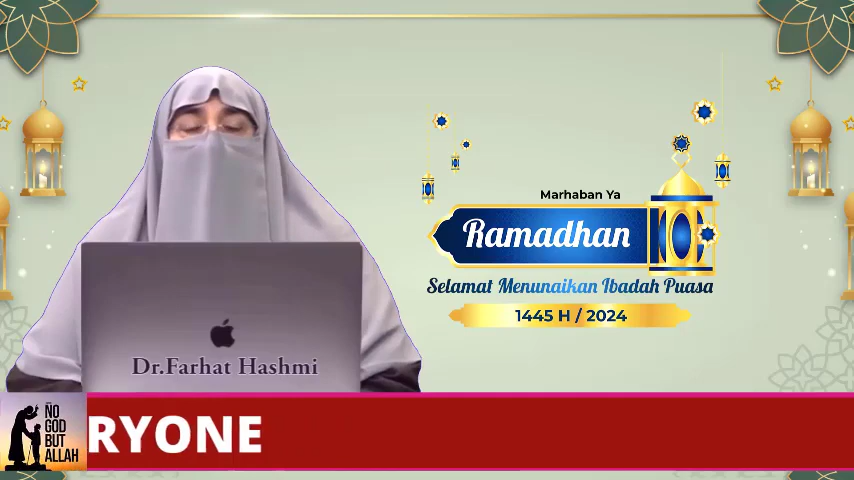 Marhaban Ya
Ramadhan
Selamat Menunaikan Ibadah Puasa
1445 H / 2024
Dr.Farhat Hashmi
NO
GOD
BUT
ALLAH
RYONE